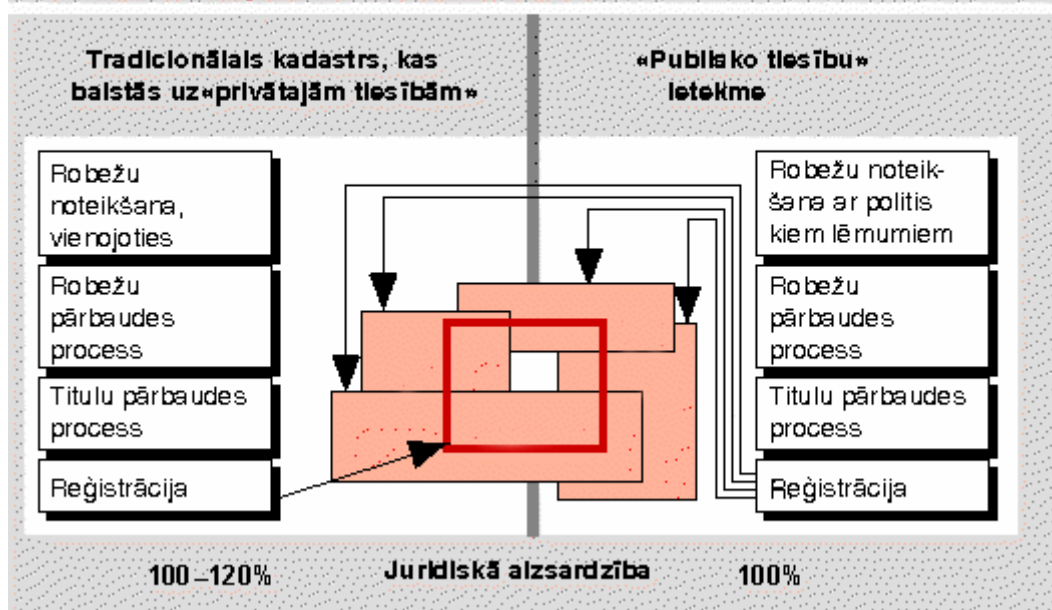 Tradicionālais kadastrs, kas
balstās uz«privātajām tiesībām»
«Publisko tiesību»
ietekme
Robežu
noteikšana,
vienojoties
Robežu
pārbaudes
process
Titulu pārbaudes
process
Reģistrācija
Robežu noteik-
šana ar politis
kiem lēmumiem
Robežu
pārbaudes
process
Titulu pārbaudes
process
Reģistrācija
100–120%
Juridiskā aizsardzība
100%